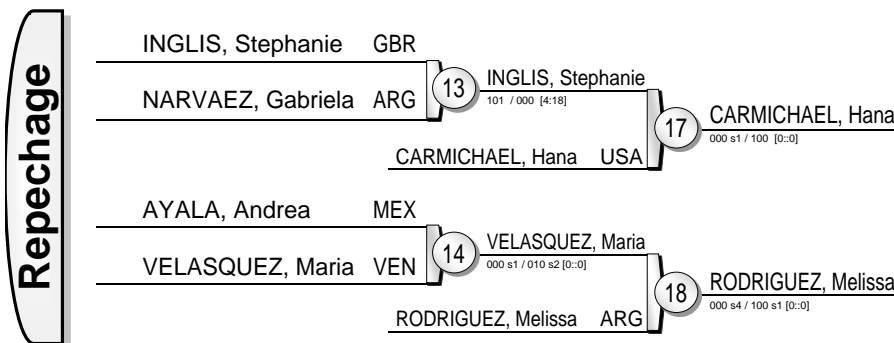 Repechage
INGLIS, Stephanie GBR
NARVAEZ, Gabriela ARG
13
INGLIS, Stephanie
101 / 000 [4:18]
CARMICHAEL, Hana USA
17
CARMICHAEL, Hana
000 s1 / 100 [0::0]
AYALA, Andrea MEX
VELASQUEZ, Maria VEN
14
VELASQUEZ, Maria
000 s1 / 010 s2 [0::0]
RODRIGUEZ, Melissa ARG
18
RODRIGUEZ, Melissa
000 s4 / 100 s1 [0::0]